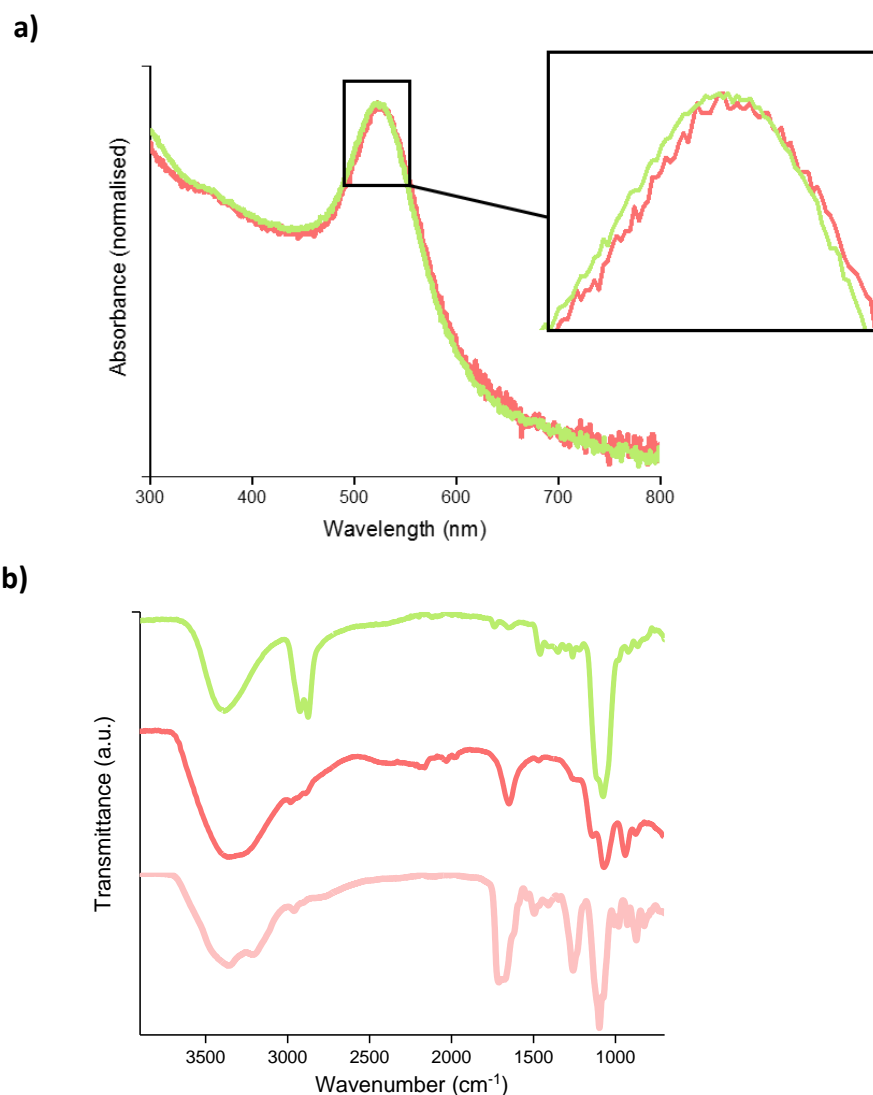 a)
Absorbance (normalised)
300 400 500 600 700 800
Wavelength (nm)
b)
Transmittance (a.u.)
3500 3000 2500 2000 1500 1000
Wavenumber (cm⁻¹)